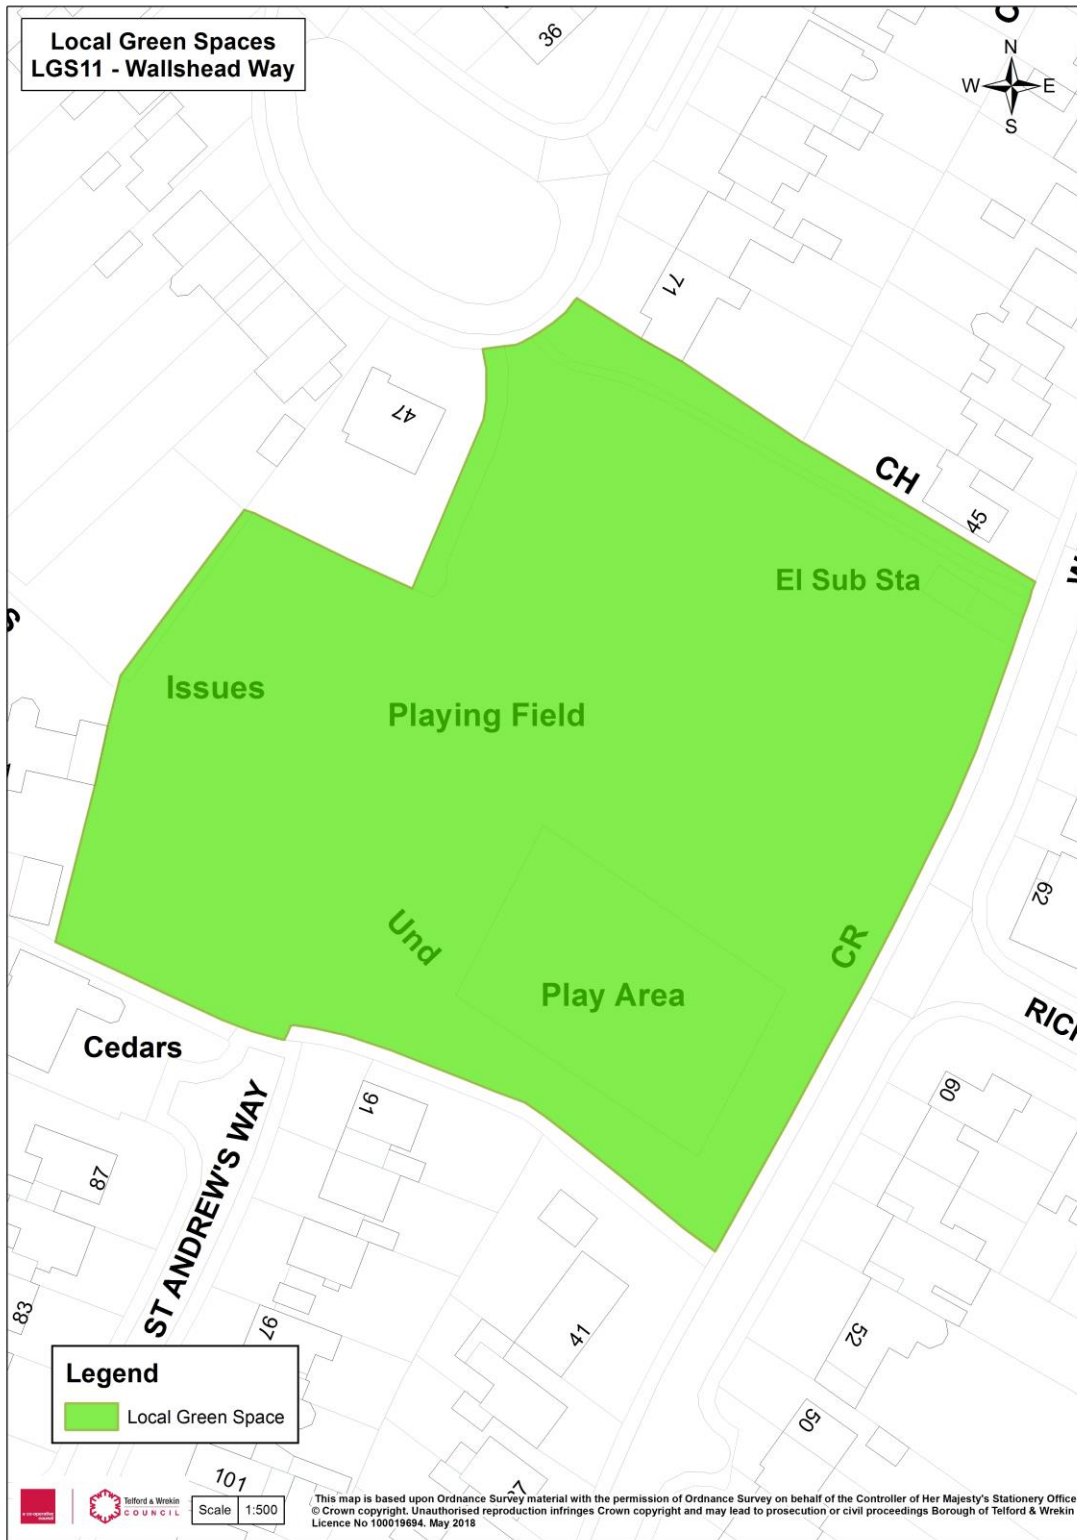 Local Green Spaces
LGS11 - Wallshead Way
36
N
W E
S
71
47
CH
45
El Sub Sta
Issues
Playing Field
62
Und
CR
Play Area
Cedars
91
60
87
ST ANDREW'S WAY
83
97
41
52
50
101
Legend
Local Green Space
Telford & Wrekin
COUNCIL
Scale 1:500
This map is based upon Ordnance Survey material with the permission of Ordnance Survey on behalf of the Controller of Her Majesty's Stationery Office
© Crown copyright. Unauthorised reproduction infringes Crown copyright and may lead to prosecution or civil proceedings Borough of Telford & Wrekin
Licence No 100019694. May 2018